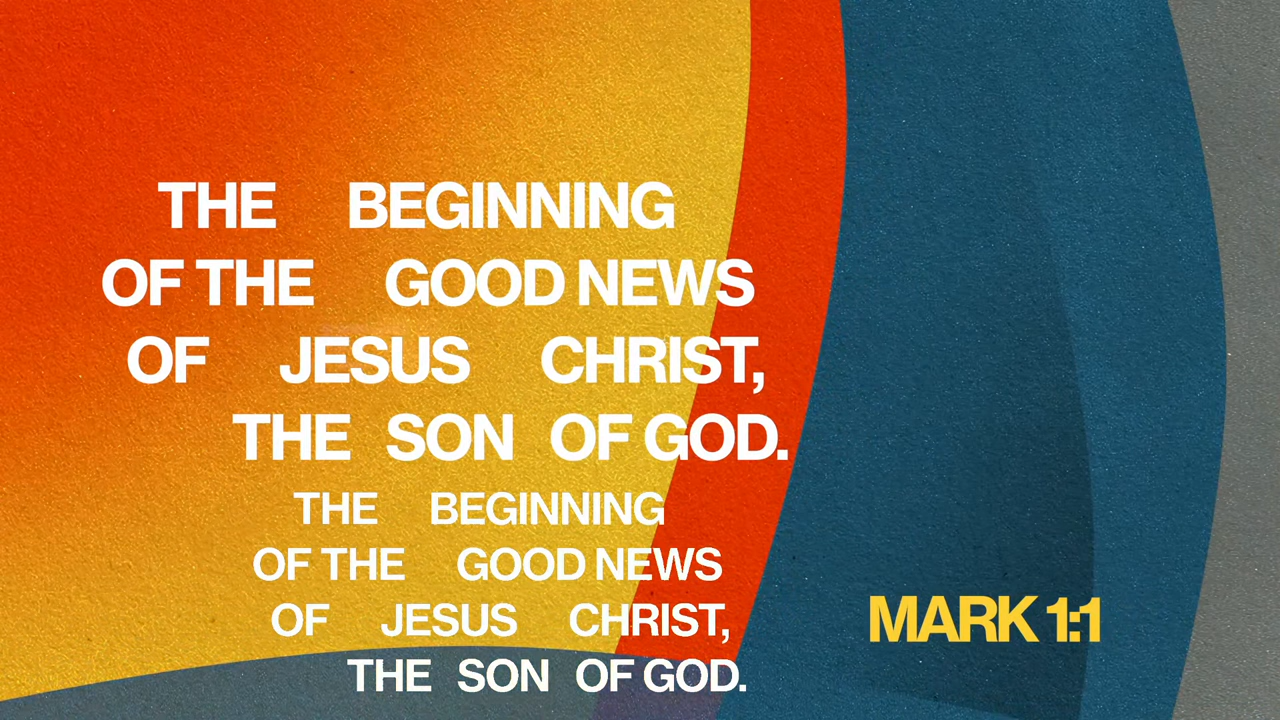 THE BEGINNING
OF THE GOOD NEWS
OF JESUS CHRIST,
THE SON OF GOD.
THE BEGINNING
OF THE GOOD NEWS
OF JESUS CHRIST,
THE SON OF GOD.
MARK 1:1